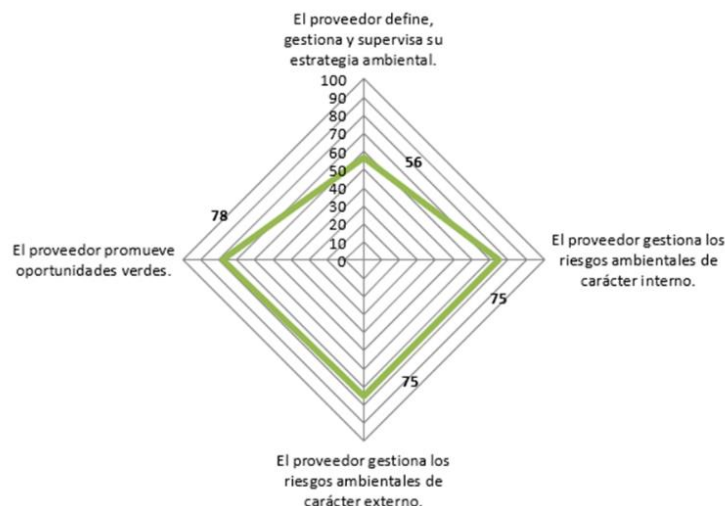 El proveedor define,
gestiona y supervisa su
estrategia ambiental.
100
90
80
70
60
50
40
30
20
10
0
56
78
El proveedor promueve
oportunidades verdes.
El proveedor gestiona los
riesgos ambientales de
carácter interno.
75
75
El proveedor gestiona los
riesgos ambientales de
carácter externo.